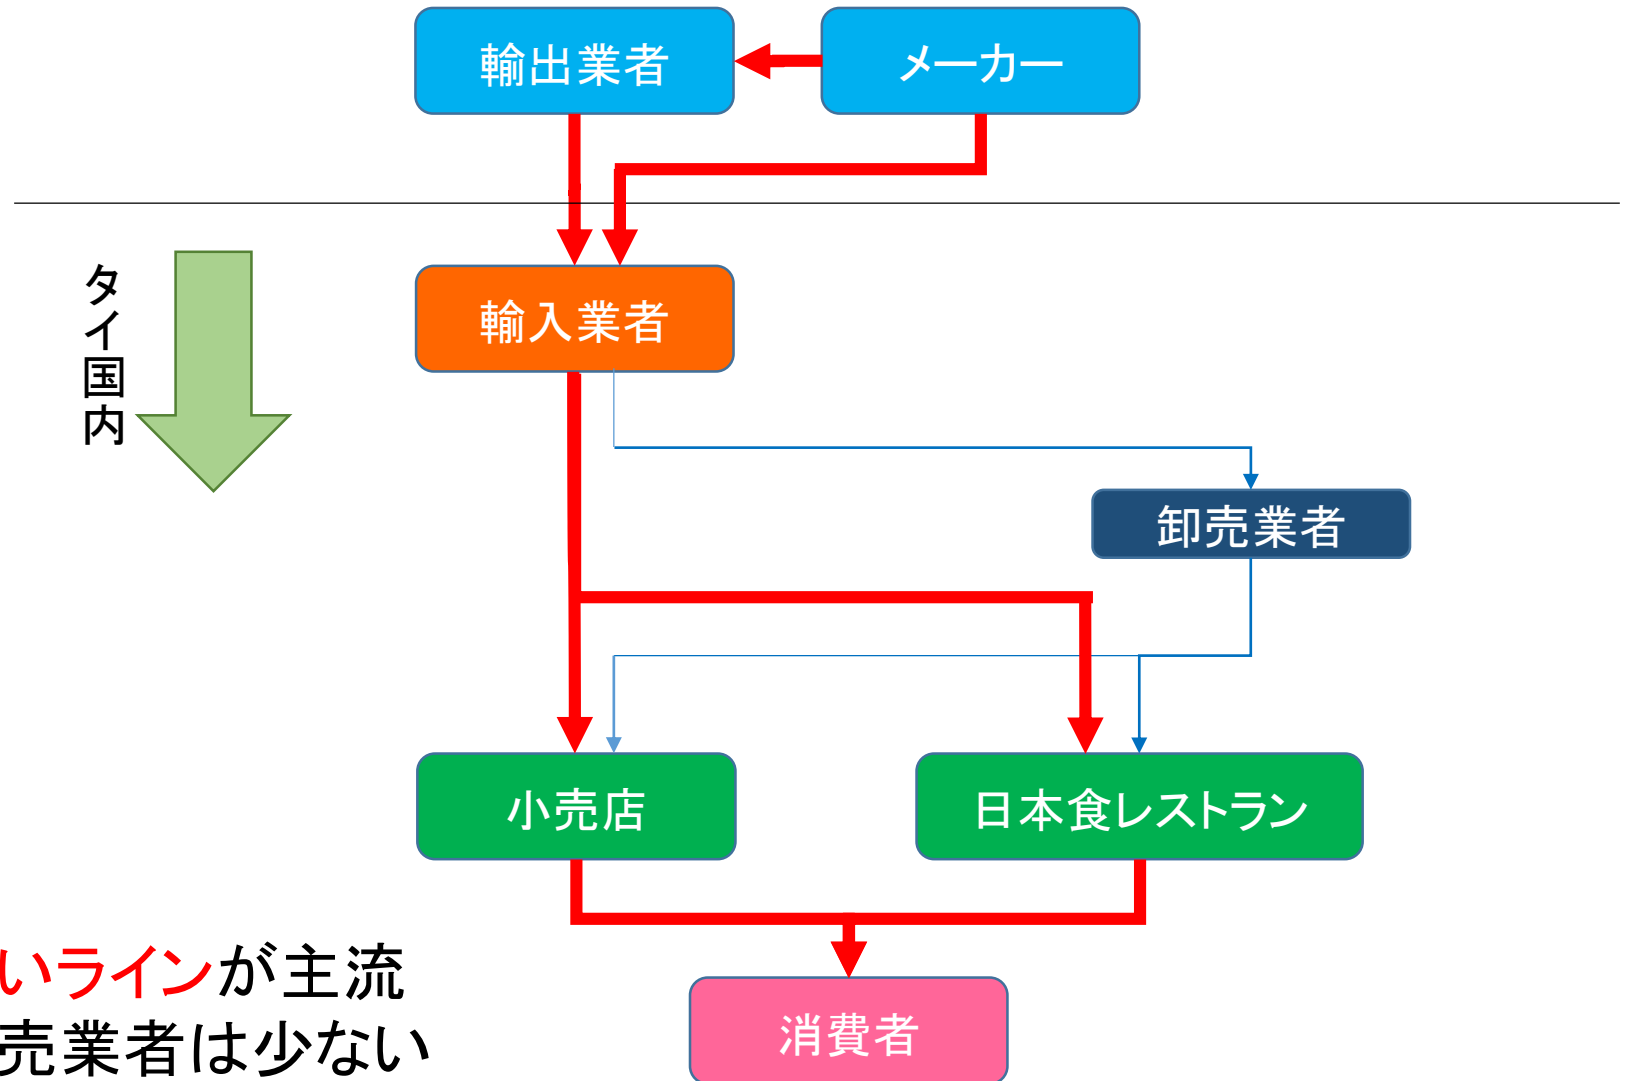 輸出業者
メーカー
タイ国内
輸入業者
卸売業者
小売店
日本食レストラン
いラインが主流
売業者は少ない
消費者